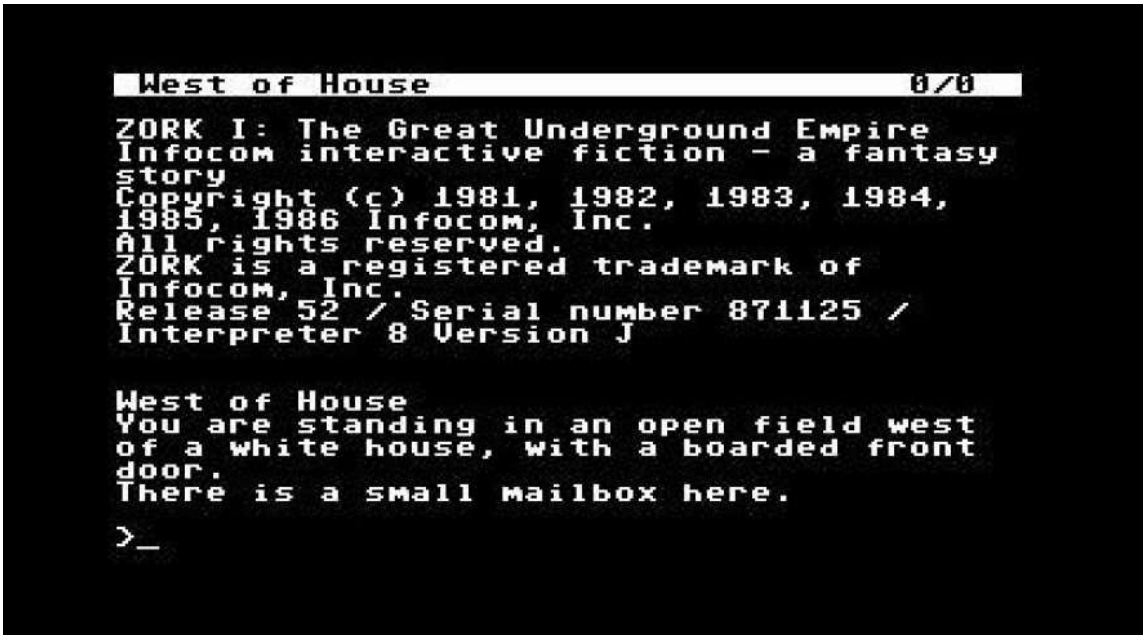 West of House 0/0
ZORK I: The Great Underground Empire
Infocom interactive fiction - a fantasy
story
Copyright (c) 1981, 1982, 1983, 1984,
1985, 1986 Infocom, Inc.
All rights reserved.
ZORK is a registered trademark of
Infocom, Inc.
Release 52 / Serial number 871125 /
Interpreter 8 Version J
West of House
You are standing in an open field west
of a white house, with a boarded front
door.
There is a small mailbox here.
>_